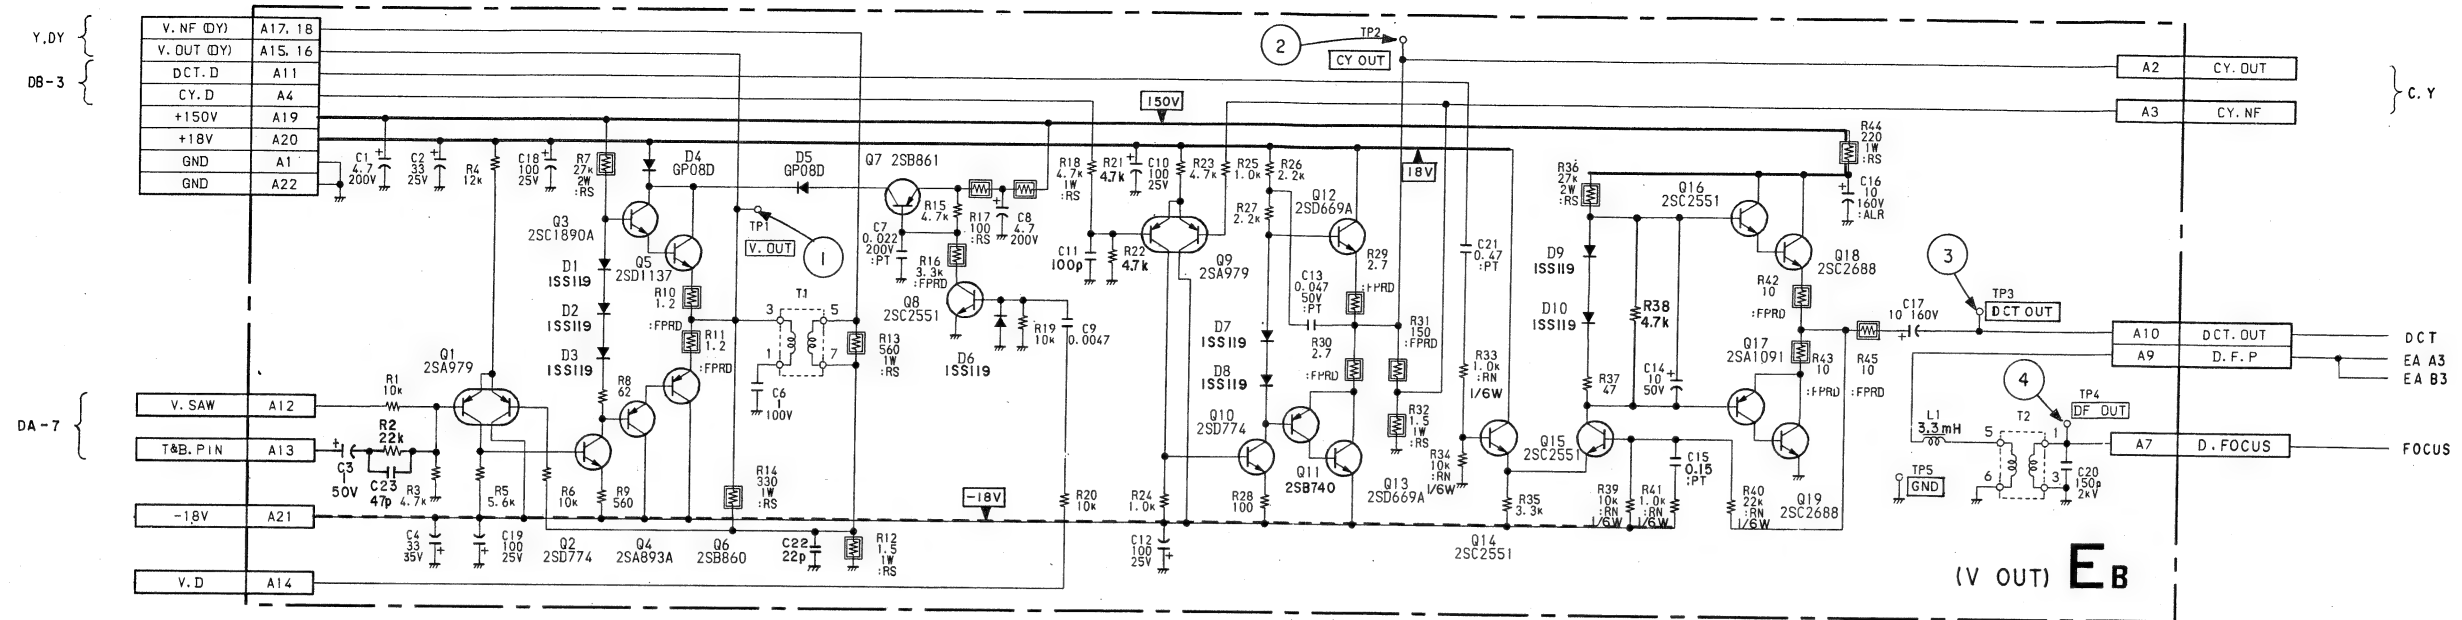 Y.DY
V. NF (DY) A17. 18
V. OUT (DY) A15. 16
DB-3
DCT. D A11
CY. D A4
+150V A19
+18V A20
GND A1
GND A22
DA-7
V. SAW A12
T&B. PIN A13
-18V A21
V. D A14
C1
4.7
200V
C2
33
25V
R4
12k
C18
100
25V
R7
27k
2W
:RS
D4
GP08D
D5
GP08D
Q7 2SB861
Q3
2SC1890A
Q5
2SD1137
TP1
V. OUT
1
D1
1SS119
D2
1SS119
D3
1SS119
R10
1.2
:FPRD
R11
1.2
:FPRD
T1
3
5
1
7
C6
1
100V
R13
560
1W
:RS
C7
0.022
200V
:PT
R15
4.7k
R17
100
:RS
C8
4.7
200V
R16
3.3k
:FPRD
Q8
2SC2551
D6
1SS119
R19
10k
C9
0.0047
Q1
2SA979
R1
10k
R2
22k
C3
1
50V
C23
47p
R3
4.7k
R5
5.6k
R6
10k
R8
62
R9
560
R14
330
1W
:RS
C4
33
35V
C19
100
25V
Q2
2SD774
Q4
2SA893A
Q6
2SB860
C22
22p
R12
1.5
1W
:RS
2
TP2
CY OUT
150V
18V
-18V
R18
4.7k
1W
:RS
R21
4.7k
C10
100
25V
R23
4.7k
R25
1.0k
R26
2.2k
R27
2.2k
Q12
2SD669A
C11
100p
R22
4.7k
Q9
2SA979
R29
2.7
:FPRD
C13
0.047
50V
:PT
R30
2.7
:FPRD
R31
150
:FPRD
D7
1SS119
D8
1SS119
Q10
2SD774
R32
1.5
1W
:RS
Q11
2SB740
Q13
2SD669A
R20
10k
R24
1.0k
R28
100
C12
100
25V
C21
0.47
:PT
R33
1.0k
:RN
1/6W
R34
10k
:RN
1/6W
R35
3.3k
Q14
2SC2551
Q15
2SC2551
R36
27k
2W
:RS
D9
1SS119
D10
1SS119
R37
47
R38
4.7k
C14
10
50V
Q16
2SC2551
Q18
2SC2688
R44
220
1W
:RS
C16
10
160V
:ALR
R42
10
:FPRD
Q17
2SA1091
R43
10
:FPRD
R45
10
:FPRD
C17
10 160V
R39
10k
:RN
1/6W
R41
1.0k
:RN
1/6W
C15
0.15
:PT
R40
22k
:RN
1/6W
Q19
2SC2688
3
TP3
DCT OUT
4
TP4
DF OUT
L1
3.3mH
T2
5
1
6
3
C20
150p
2kV
TP5
GND
A2 CY. OUT
A3 CY. NF
C. Y
A10 DCT. OUT
A9 D. F. P
A7 D. FOCUS
DCT
EA A3
EA B3
FOCUS
(V OUT) EB